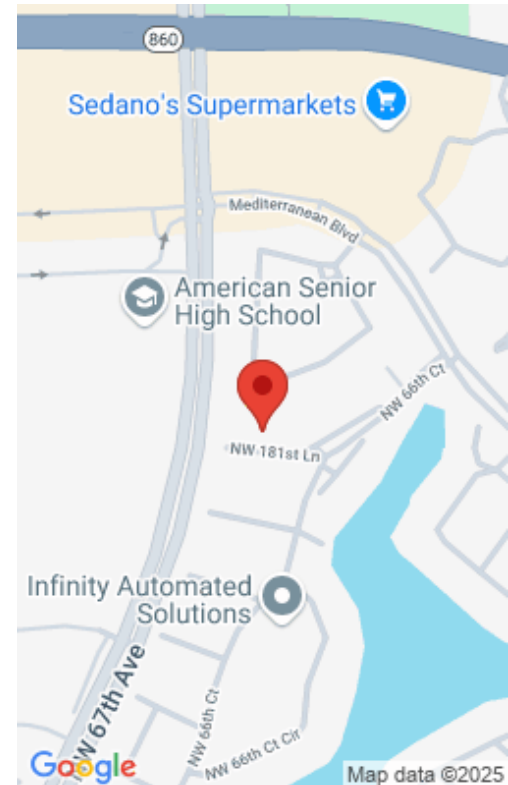 860
Sedano's Supermarkets
Mediterranean Blvd
American Senior
High School
NW 66th Ct
NW 181st Ln
Infinity Automated
Solutions
NW 67th Ave
NW 66th Ct
NW 66th Ct Cir
Google
Map data ©2025